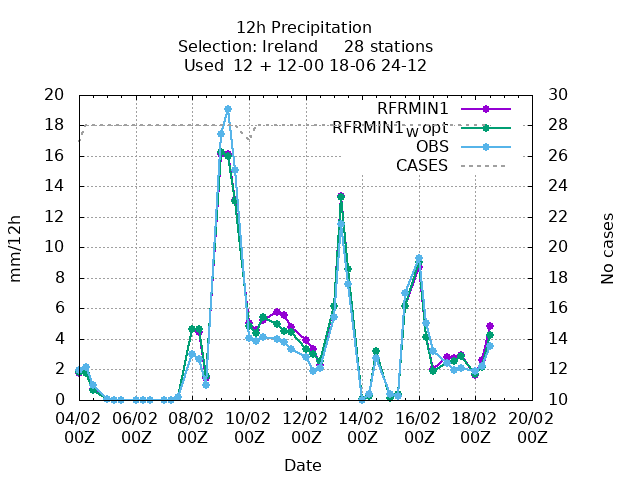 12h Precipitation
Selection: Ireland 28 stations
Used 12 + 12-00 18-06 24-12
20 30
18 28
16 26
14 24
12 22
10 20
8 18
6 16
4 14
2 12
0 10
RFRMIN1
RFRMIN1wopt
OBS
CASES
mm/12h
No cases
04/02 06/02 08/02 10/02 12/02 14/02 16/02 18/02 20/02
00Z 00Z 00Z 00Z 00Z 00Z 00Z 00Z 00Z
Date